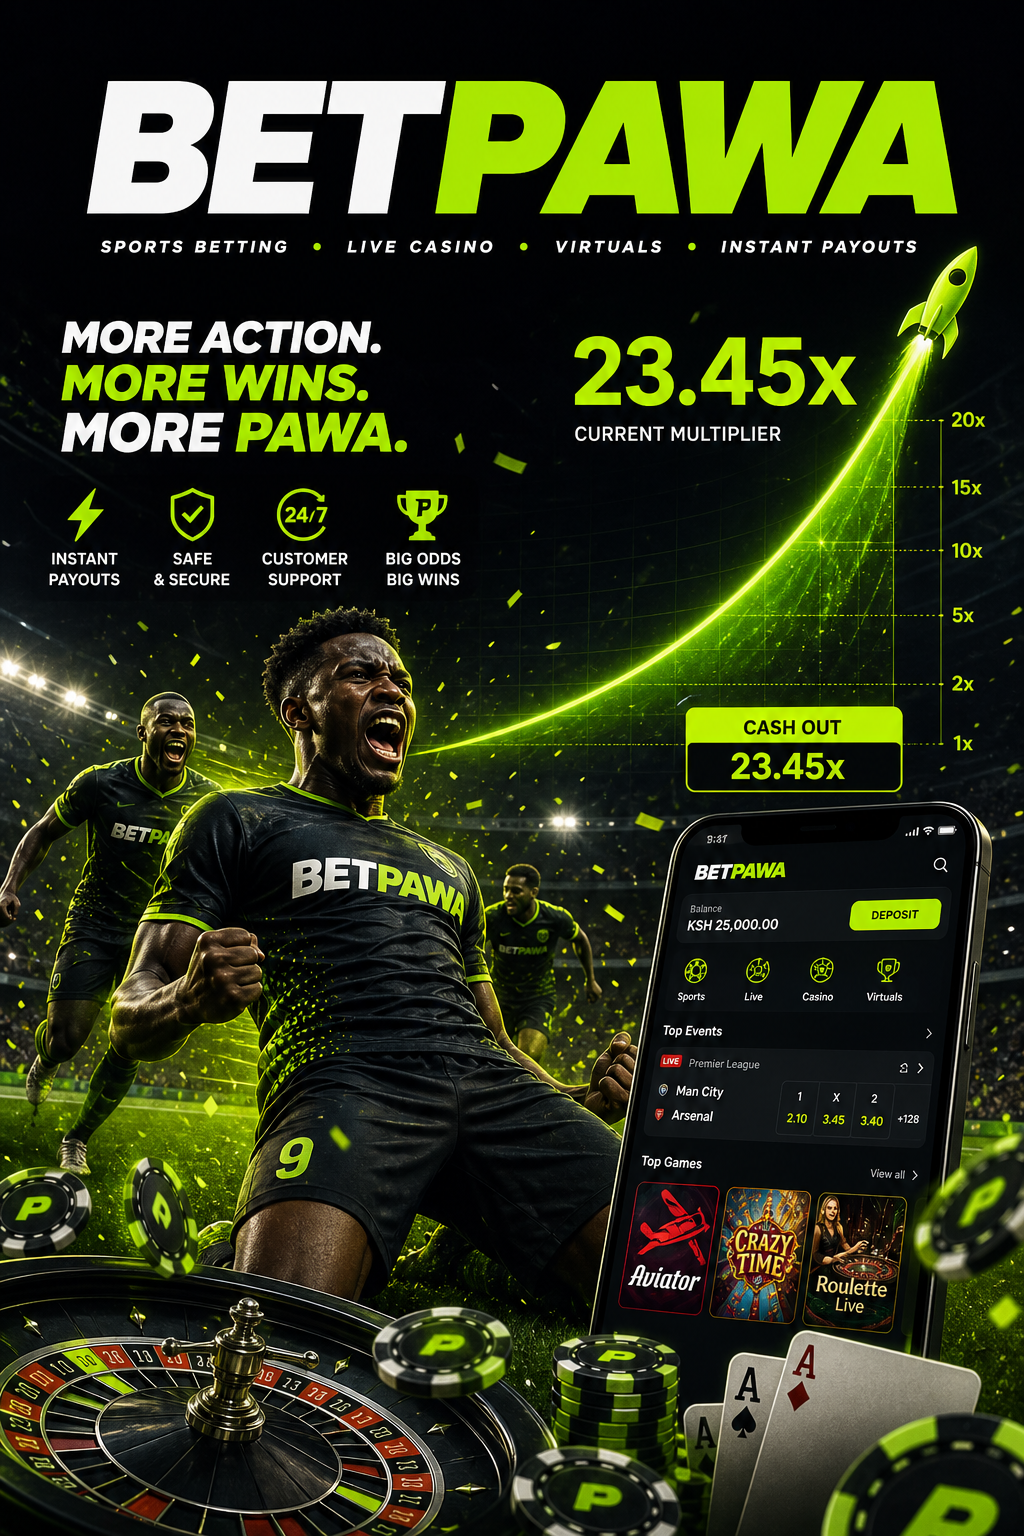 BETPAWA
SPORTS BETTING • LIVE CASINO • VIRTUALS • INSTANT PAYOUTS
MORE ACTION.
MORE WINS.
MORE PAWA.
23.45x
CURRENT MULTIPLIER
20x
15x
10x
5x
2x
1x
INSTANT
PAYOUTS
SAFE
& SECURE
24/7
CUSTOMER
SUPPORT
P
BIG ODDS
BIG WINS
CASH OUT
23.45x
BETPA
BETPAWA
BETPAWA
9
BETPAWA
Balance
KSH 25,000.00
DEPOSIT
Sports Live Casino Virtuals
Top Events
LIVE Premier League
Man City
Arsenal
1 X 2
2.10 3.45 3.40 +128
Top Games
View all
Aviator
CRAZY
TIME
Roulette
Live
P
P
P
P
P
P
A
A
A